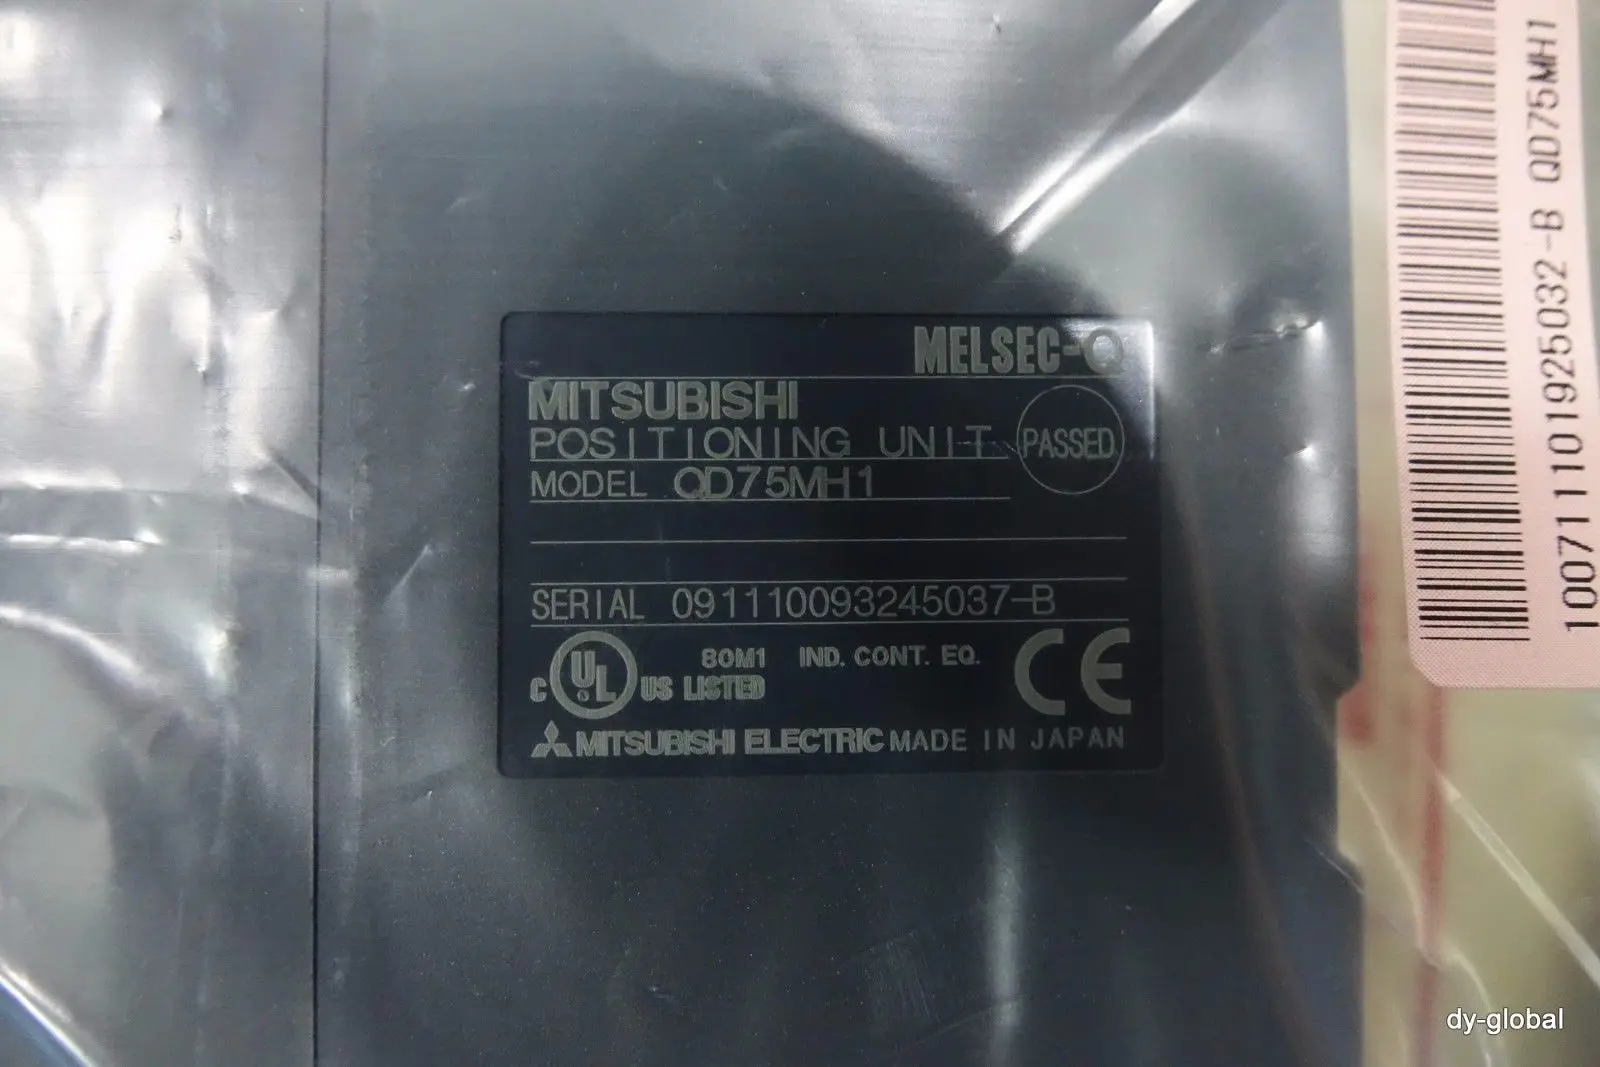 MELSEC-Q
MITSUBISHI
POSITIONING UNIT
PASSED
MODEL QD75MH1
SERIAL 091110093245037-B
C UL US LISTED
80M1 IND. CONT. EQ.
CE
MITSUBISHI ELECTRIC MADE IN JAPAN
QD75MH1
100711101925032-B
dy-global